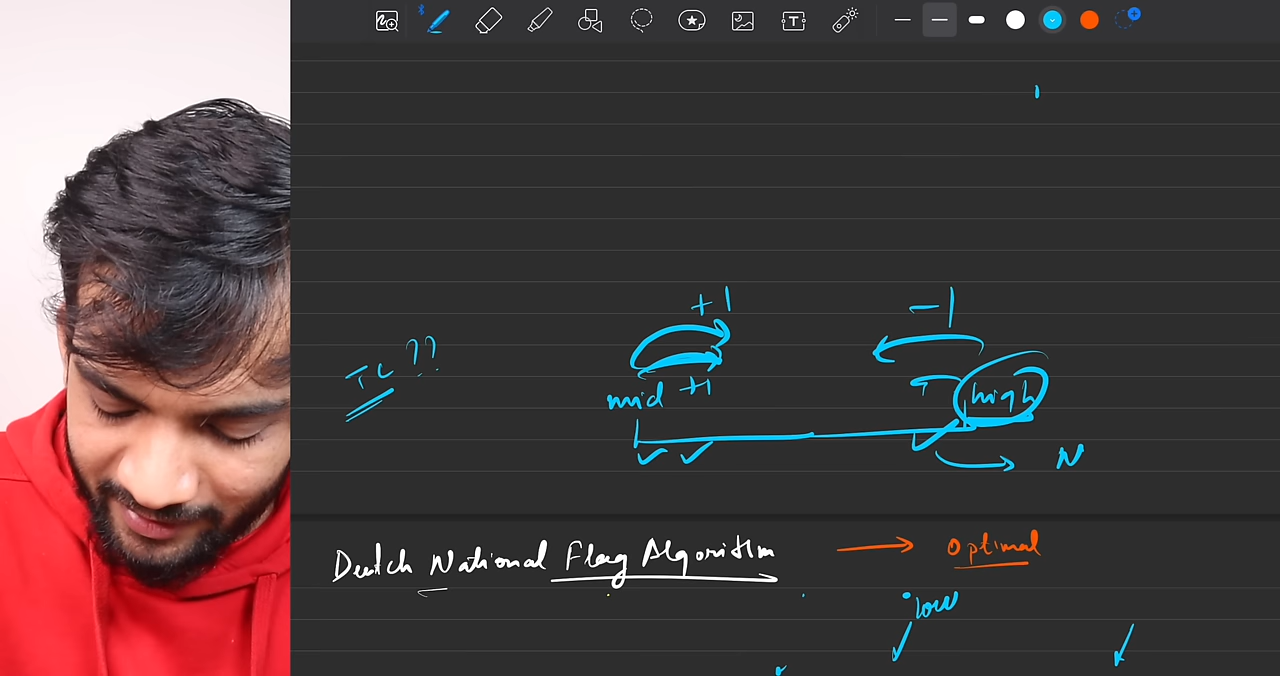 T
+1
-1
TC ??
mid +1
high
N
Dutch National Flag Algorithm → Optimal
low